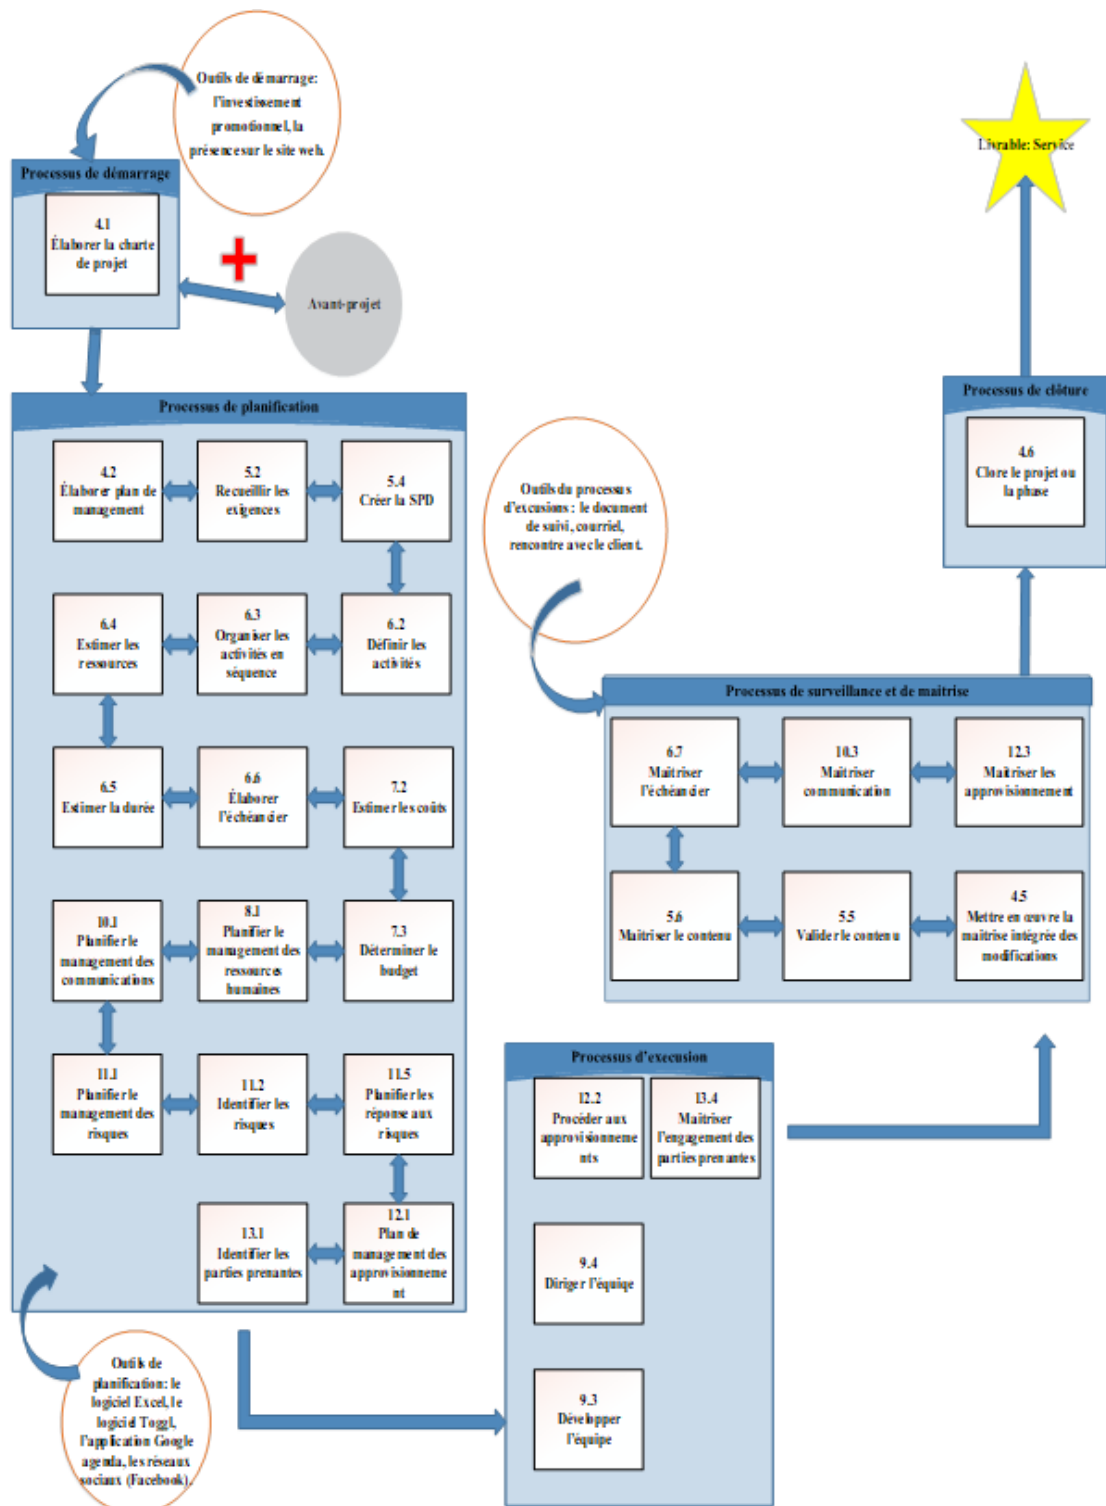 Outils de démarrage:
l'investissement
promotionnel, la
présence sur le site web.
Processus de démarrage
4.1
Élaborer la charte
de projet
Avant-projet
Livrable: Service
Processus de planification
4.2
Élaborer plan de
management
5.2
Recueillir les
exigences
5.4
Créer la SPD
6.4
Estimer les
ressources
6.3
Organiser les
activités en
séquence
6.2
Définir les
activités
6.5
Estimer la durée
6.6
Élaborer
l'échéancier
7.2
Estimer les coûts
10.1
Planifier le
management des
communications
8.1
Planifier le
management des
ressources
humaines
7.3
Déterminer le
budget
11.1
Planifier le
management des
risques
11.2
Identifier les
risques
11.5
Planifier les
réponse aux
risques
13.1
Identifier les
parties prenantes
12.1
Plan de
management des
approvisionneme
nt
Outils de
planification: le
logiciel Excel, le
logiciel Toggl,
l'application Google
agenda, les réseaux
sociaux (Facebook).
Processus d'execusion
12.2
Procéder aux
approvisionneme
nts
13.4
Maitriser
l'engagement des
parties prenantes
9.4
Diriger l'équiqe
9.3
Développer
l'équipe
Outils du processus
d'excusions : le document
de suivi, courriel,
rencontre avec le client.
Processus de surveillance et de maitrise
6.7
Maitriser
l'échéancier
10.3
Maitriser
communication
12.3
Maitriser les
approvisionnement
5.6
Maitriser le contenu
5.5
Valider le contenu
4.5
Mettre en œuvre la
maitrise intégrée des
modifications
Processus de clôture
4.6
Clore le projet ou
la phase